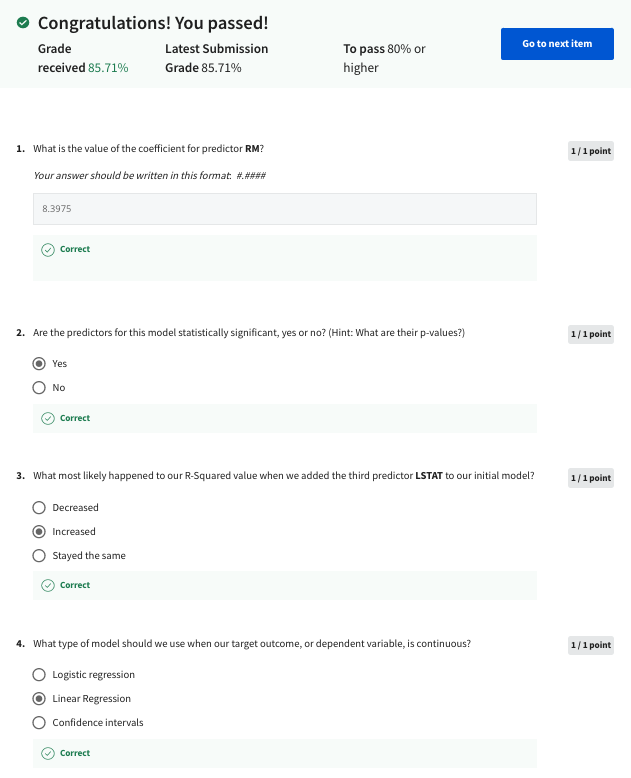 Congratulations! You passed!
Grade received 85.71%
Latest Submission Grade 85.71%
To pass 80% or higher
Go to next item
1. What is the value of the coefficient for predictor RM?
1 / 1 point
Your answer should be written in this format:  #.####
8.3975
Correct
2. Are the predictors for this model statistically significant, yes or no? (Hint: What are their p-values?)
1 / 1 point
Yes
No
Correct
3. What most likely happened to our R-Squared value when we added the third predictor LSTAT to our initial model?
1 / 1 point
Decreased
Increased
Stayed the same
Correct
4. What type of model should we use when our target outcome, or dependent variable, is continuous?
1 / 1 point
Logistic regression
Linear Regression
Confidence intervals
Correct